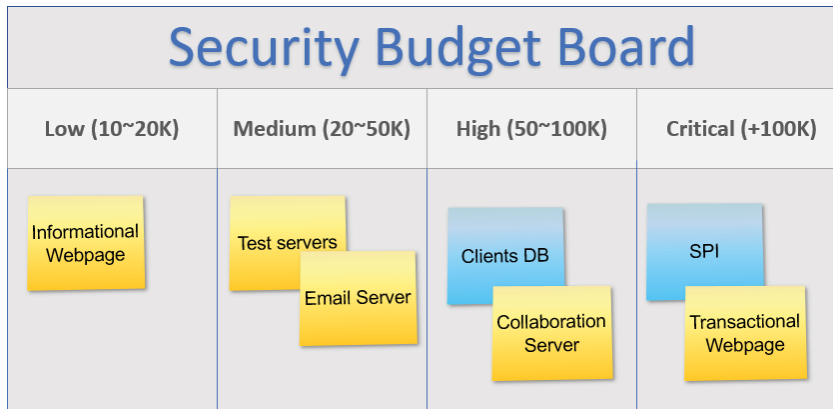 Security Budget Board
Low (10~20K)
Medium (20~50K)
High (50~100K)
Critical (+100K)
Informational
Webpage
Test servers
Email Server
Clients DB
Collaboration
Server
SPI
Transactional
Webpage